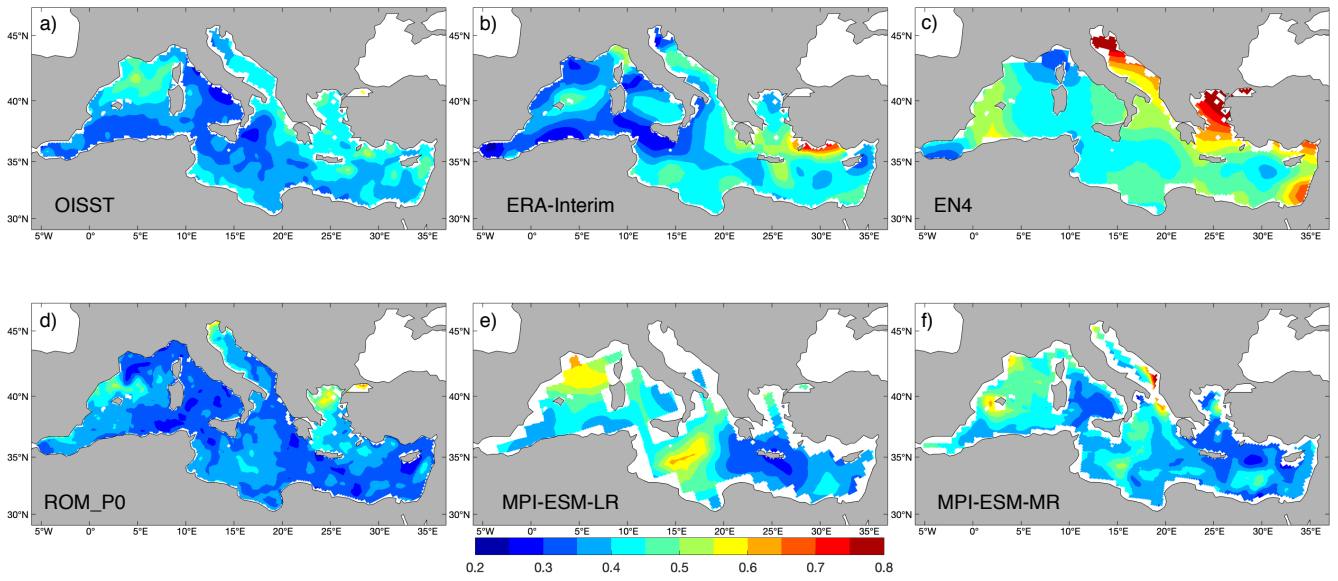 a) b) c)
45°N 45°N 45°N
40°N 40°N 40°N
35°N 35°N 35°N
30°N 30°N 30°N
OISST ERA-Interim EN4
5°W 0° 5°E 10°E 15°E 20°E 25°E 30°E 35°E 5°W 0° 5°E 10°E 15°E 20°E 25°E 30°E 35°E 5°W 0° 5°E 10°E 15°E 20°E 25°E 30°E 35°E
d) e) f)
45°N 45°N 45°N
40°N 40°N 40°N
35°N 35°N 35°N
30°N 30°N 30°N
ROM_P0 MPI-ESM-LR MPI-ESM-MR
5°W 0° 5°E 10°E 15°E 20°E 25°E 30°E 35°E 5°W 0° 5°E 10°E 15°E 20°E 25°E 30°E 35°E 5°W 0° 5°E 10°E 15°E 20°E 25°E 30°E 35°E
0.2 0.3 0.4 0.5 0.6 0.7 0.8